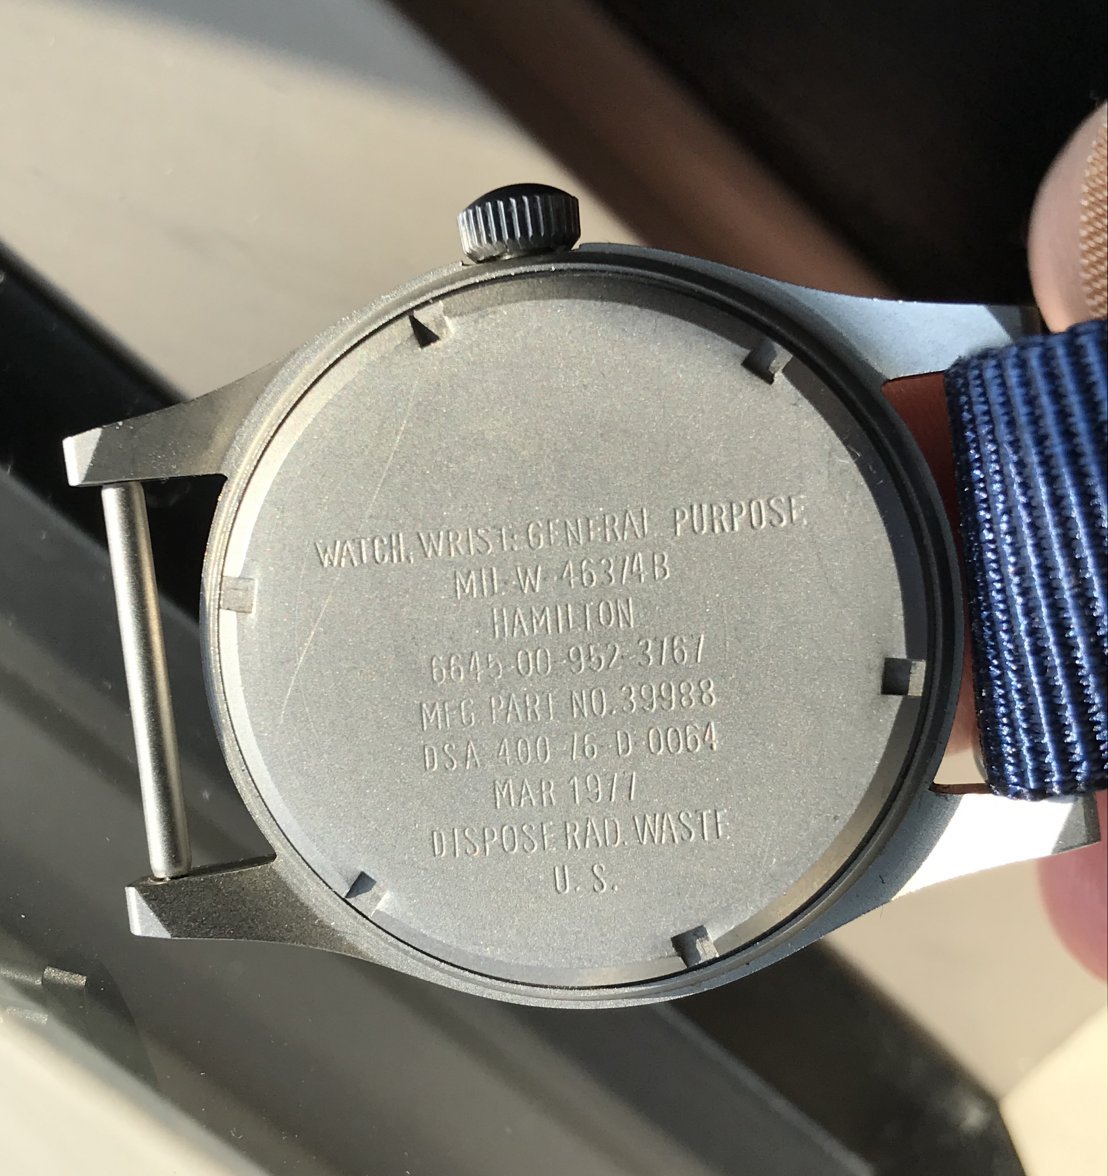 WATCH, WRIST: GENERAL PURPOSE
MIL-W-46374B
HAMILTON
6645-00-952-3767
MFG PART NO. 39988
DSA 400-76-D-0064
MAR 1977
DISPOSE RAD. WASTE
U. S.